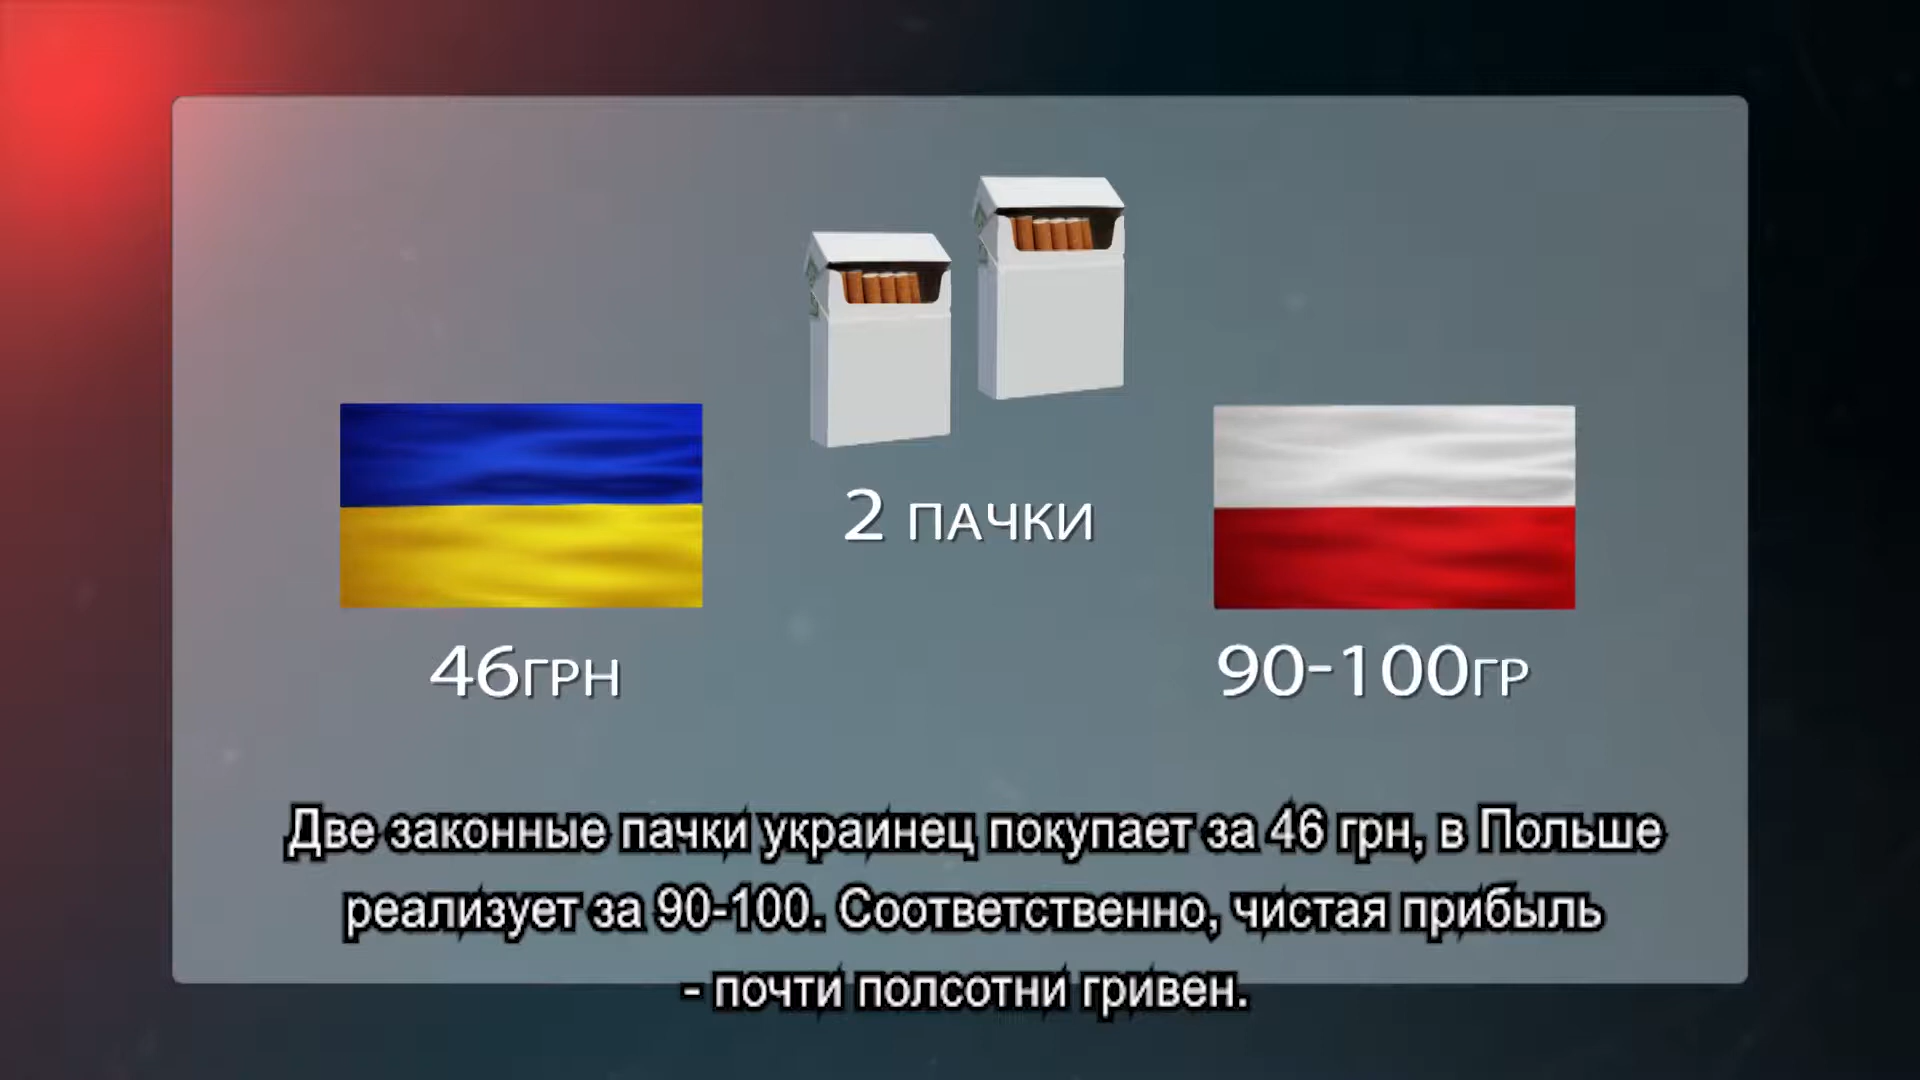 2 ПАЧКИ
46ГРН
90-100ГР
Две законные пачки украинец покупает за 46 грн, в Польше
реализует за 90-100. Соответственно, чистая прибыль
- почти полсотни гривен.